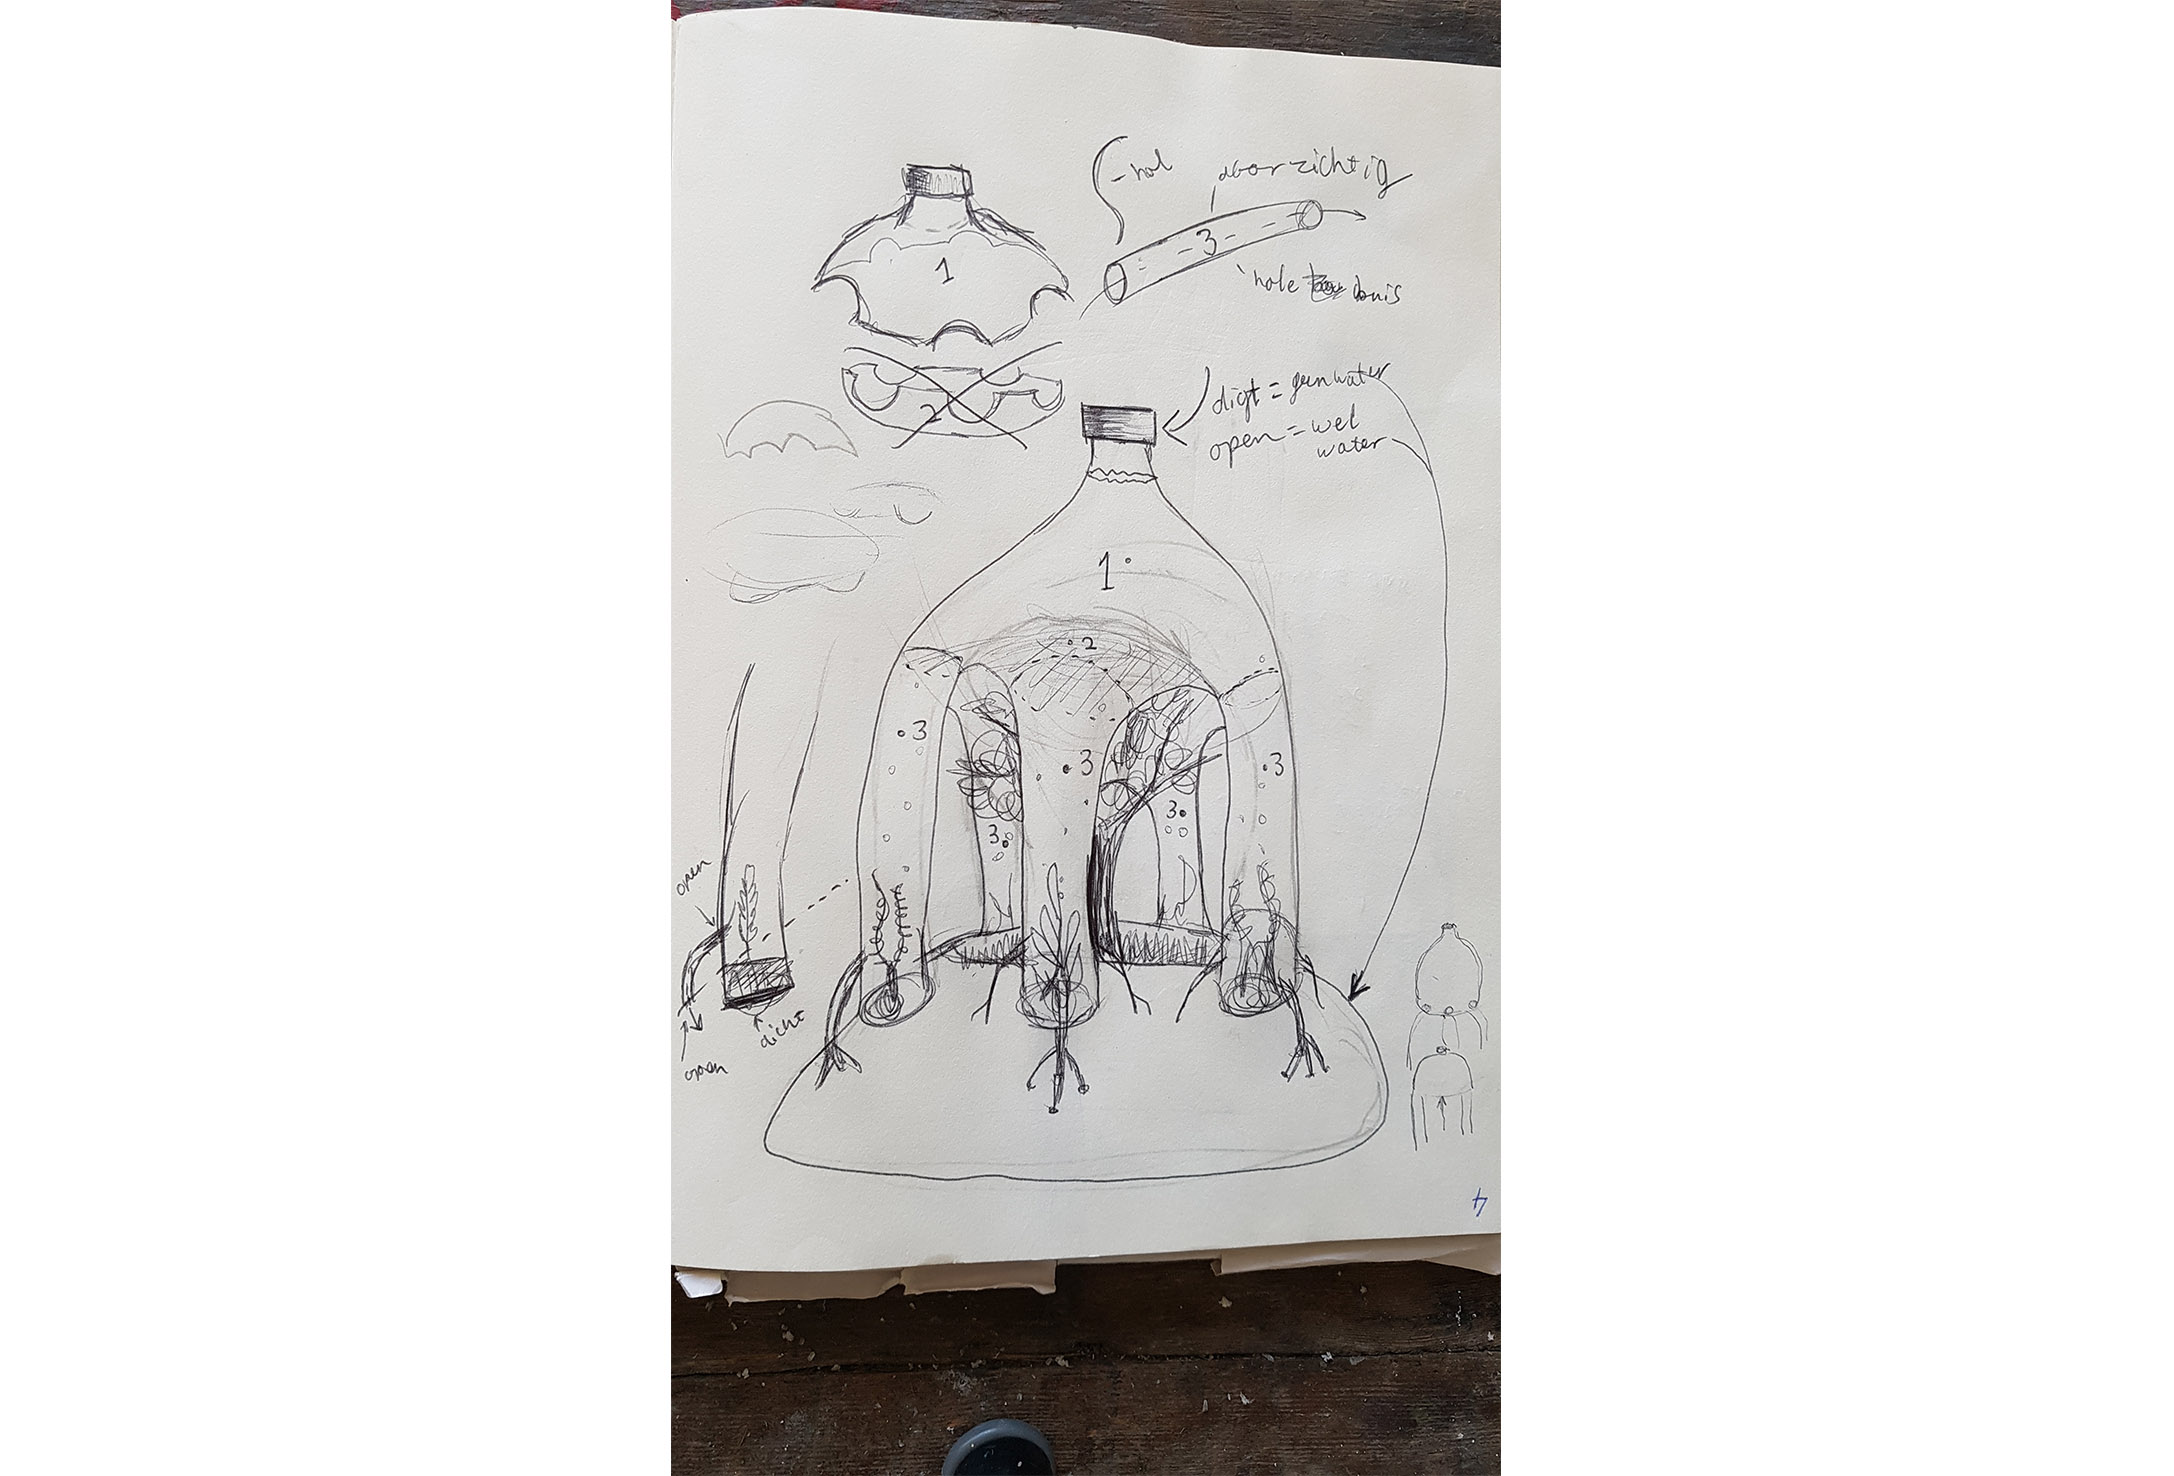 - hol
doorzichtig
3
hole buis
1
2
digt = geen water
open = wel
water
1
2
3
3
3
3
3
open
dicht
open
4